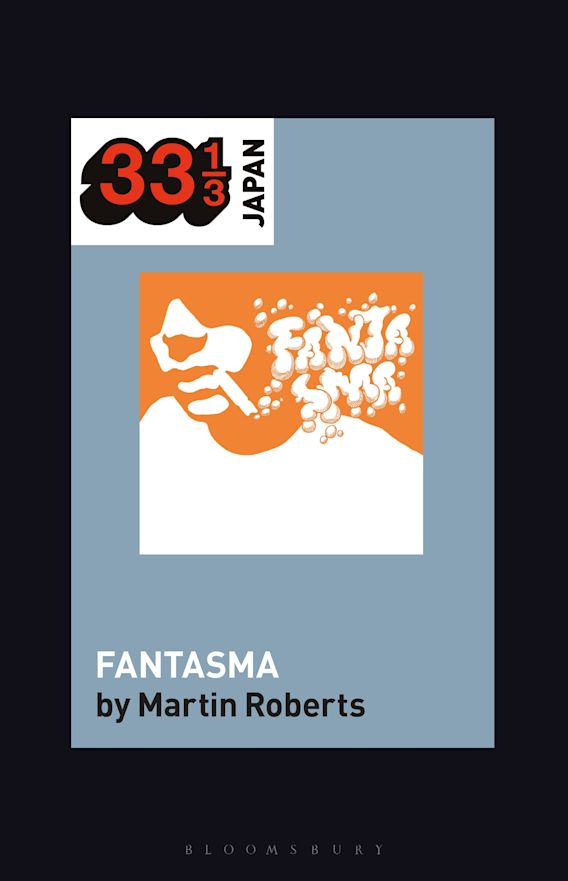 33 1/3
JAPAN
FANTA
SMA
FANTASMA
by Martin Roberts
BLOOMSBURY